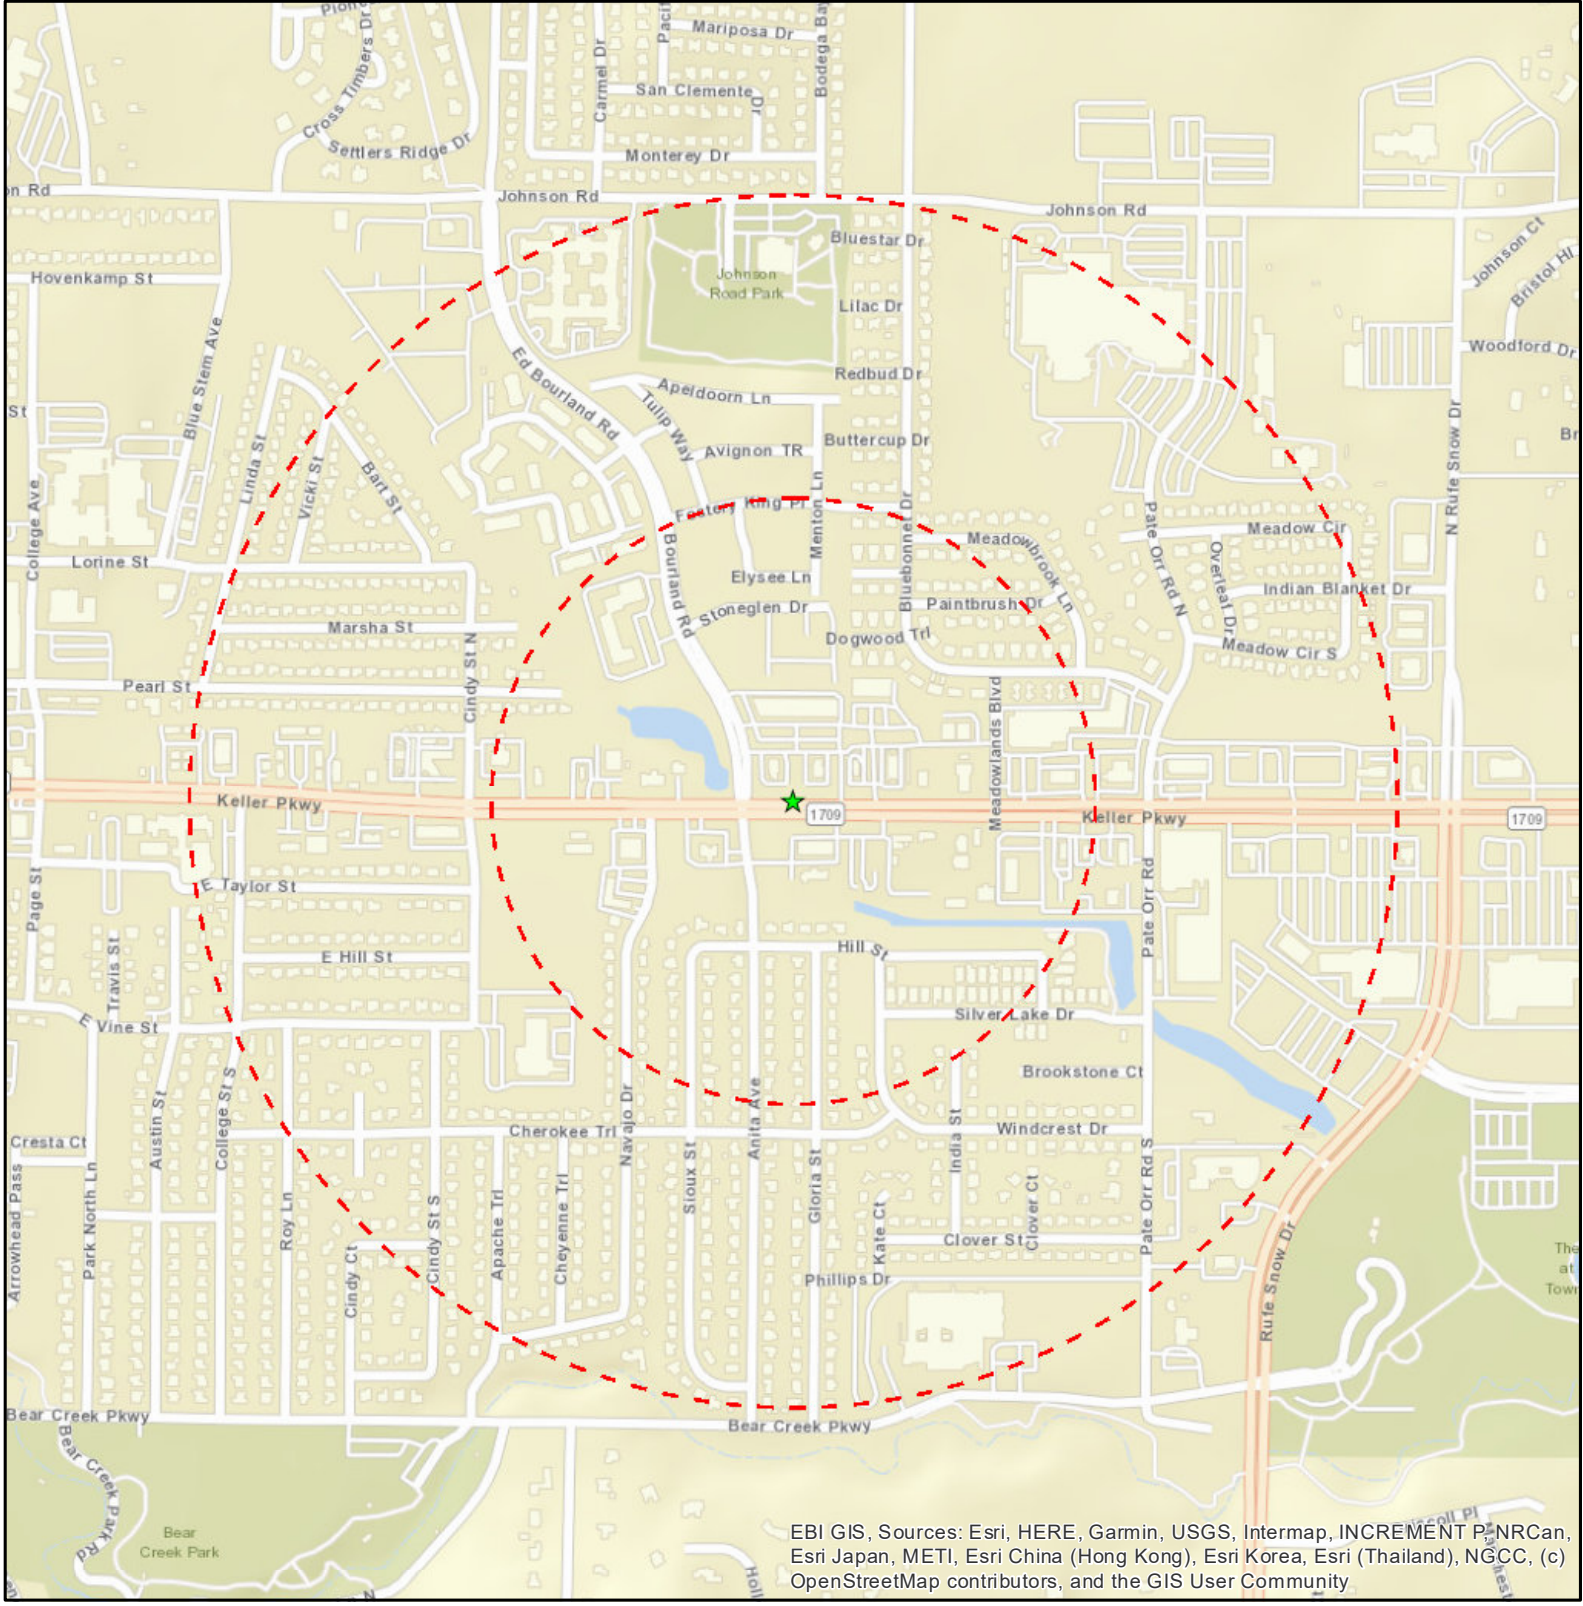 Mariposa Dr
Bodega Bay
Carmel Dr
San Clemente Dr
Cross Timbers Dr
Settlers Ridge Dr
Monterey Dr
on Rd
Johnson Rd
Johnson Rd
Johnson Ct
Bristol Hl
Bluestar Dr
Hovenkamp St
Johnson
Road Park
Lilac Dr
Woodford Dr
Blue Stem Ave
Ed Bourland Rd
Redbud Dr
Apeldoorn Ln
Tulip Way
St
Buttercup Dr
Avignon TR
Br
Linda St
Vicki St
Bart St
N Rufe Snow Dr
College Ave
Fostery King Pl
Menton Ln
Bluebonnet Dr
Pate Orr Rd N
Meadow Cir
Meadowbrook Ln
Lorine St
Bourland Rd
Elysee Ln
Overleaf Dr
Indian Blanket Dr
Stoneglen Dr
Paintbrush Dr
Marsha St
Dogwood Trl
Meadow Cir S
Cindy St N
Pearl St
Meadowlands Blvd
Keller Pkwy
1709
Keller Pkwy
1709
Page St
E Taylor St
Pate Orr Rd
Travis St
E Hill St
Hill St
E Vine St
Silver Lake Dr
Brookstone Ct
Austin St
College St S
Navajo Dr
Anita Ave
Cherokee Trl
Windcrest Dr
India St
Cresta Ct
Arrowhead Pass
Park North Ln
Roy Ln
Cindy St S
Apache Trl
Cheyenne Trl
Sioux St
Gloria St
Kate Ct
Clover Ct
Pate Orr Rd S
Clover St
Cindy Ct
Phillips Dr
Rufe Snow Dr
The
at
Town
Bear Creek Pkwy
Bear Creek Pkwy
Bear Creek Park Rd
Bear
Creek Park
EBI GIS, Sources: Esri, HERE, Garmin, USGS, Intermap, INCREMENT P, NRCan,
Esri Japan, METI, Esri China (Hong Kong), Esri Korea, Esri (Thailand), NGCC, (c)
OpenStreetMap contributors, and the GIS User Community